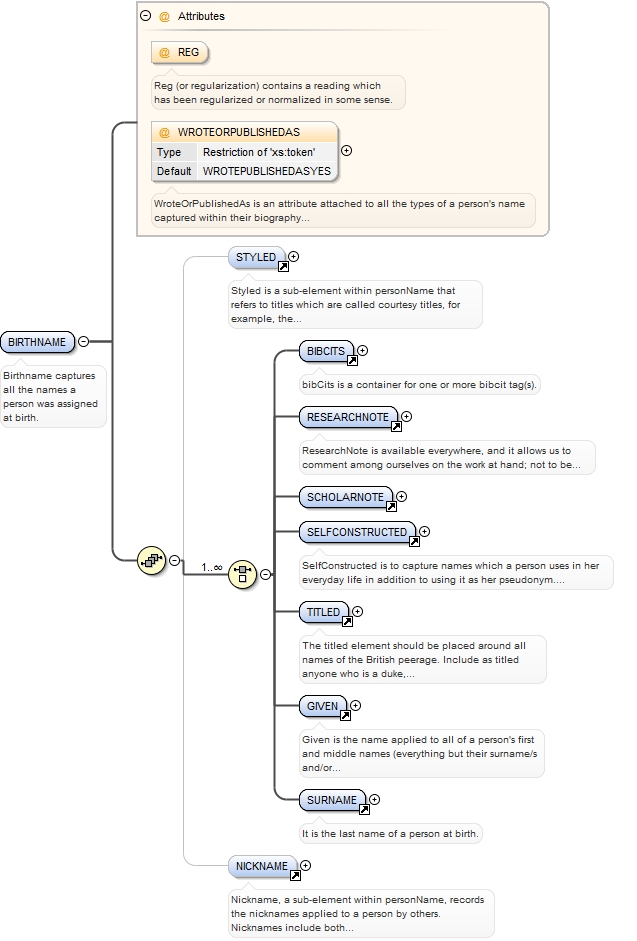 Attributes
REG
Reg (or regularization) contains a reading which
has been regularized or normalized in some sense.
WROTEORPUBLISHEDAS
Type Restriction of 'xs:token'
Default WROTEPUBLISHEDASYES
WroteOrPublishedAs is an attribute attached to all the types of a person's name
captured within their biography...
STYLED
Styled is a sub-element within personName that
refers to titles which are called courtesy titles, for
example, the...
BIRTHNAME
Birthname captures
all the names a
person was assigned
at birth.
BIBCITS
bibCits is a container for one or more bibcit tag(s).
RESEARCHNOTE
ResearchNote is available everywhere, and it allows us to
comment among ourselves on the work at hand; not to be...
SCHOLARNOTE
SELFCONSTRUCTED
SelfConstructed is to capture names which a person uses in her
everyday life in addition to using it as her pseudonym....
1..∞
TITLED
The titled element should be placed around all
names of the British peerage. Include as titled
anyone who is a duke,...
GIVEN
Given is the name applied to all of a person's first
and middle names (everything but their surname/s
and/or...
SURNAME
It is the last name of a person at birth.
NICKNAME
Nickname, a sub-element within personName, records
the nicknames applied to a person by others.
Nicknames include both...